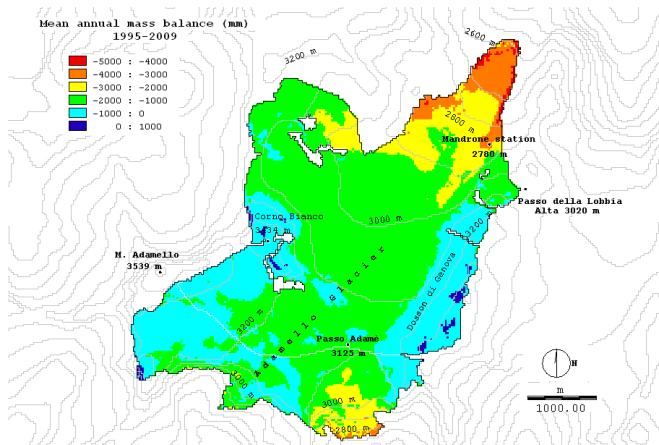 Mean annual mass balance (mm)
1995-2009
-5000 : -4000
-4000 : -3000
-3000 : -2000
-2000 : -1000
-1000 : 0
0 : 1000
2600 m
3200 m
2800 m
Mandrone station
2780 m
Passo della Lobbia
Alta 3020 m
3000 m
3200 m
Corno Bianco
3434 m
M. Adamello
3539 m
Dosson di Genova
Adamello Glacier
3200 m
Passo Adamè
3125 m
3000 m
3000 m
2800 m
N
m
1000.00